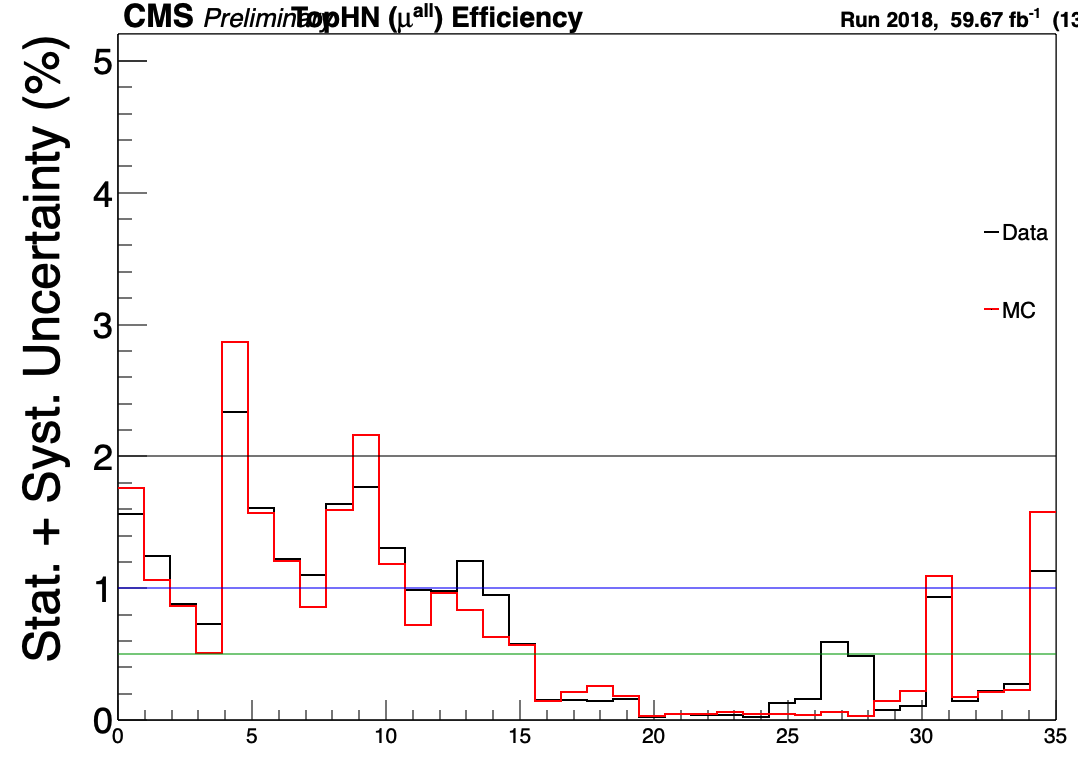 CMS Preliminary TopHN (μ^all) Efficiency Run 2018, 59.67 fb^-1 (13
Stat. + Syst. Uncertainty (%)
5
4
3
2
1
0
Data
MC
0 5 10 15 20 25 30 35